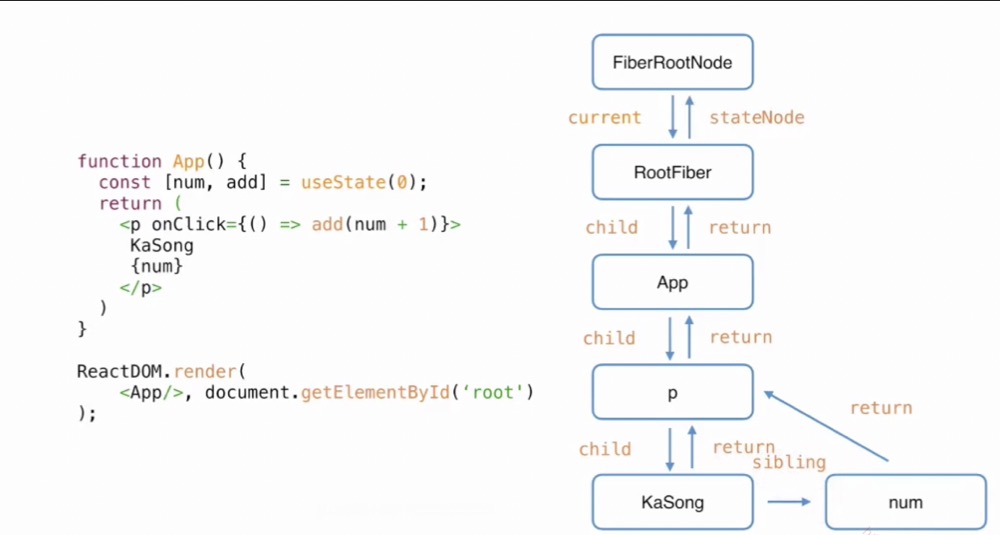 function App() {
  const [num, add] = useState(0);
  return (
    <p onClick={() => add(num + 1)}>
     KaSong
     {num}
    </p>
  )
}
ReactDOM.render(
    <App/>, document.getElementById(‘root')
);
FiberRootNode
current
stateNode
RootFiber
child
return
App
child
return
p
return
child
return
sibling
KaSong
num